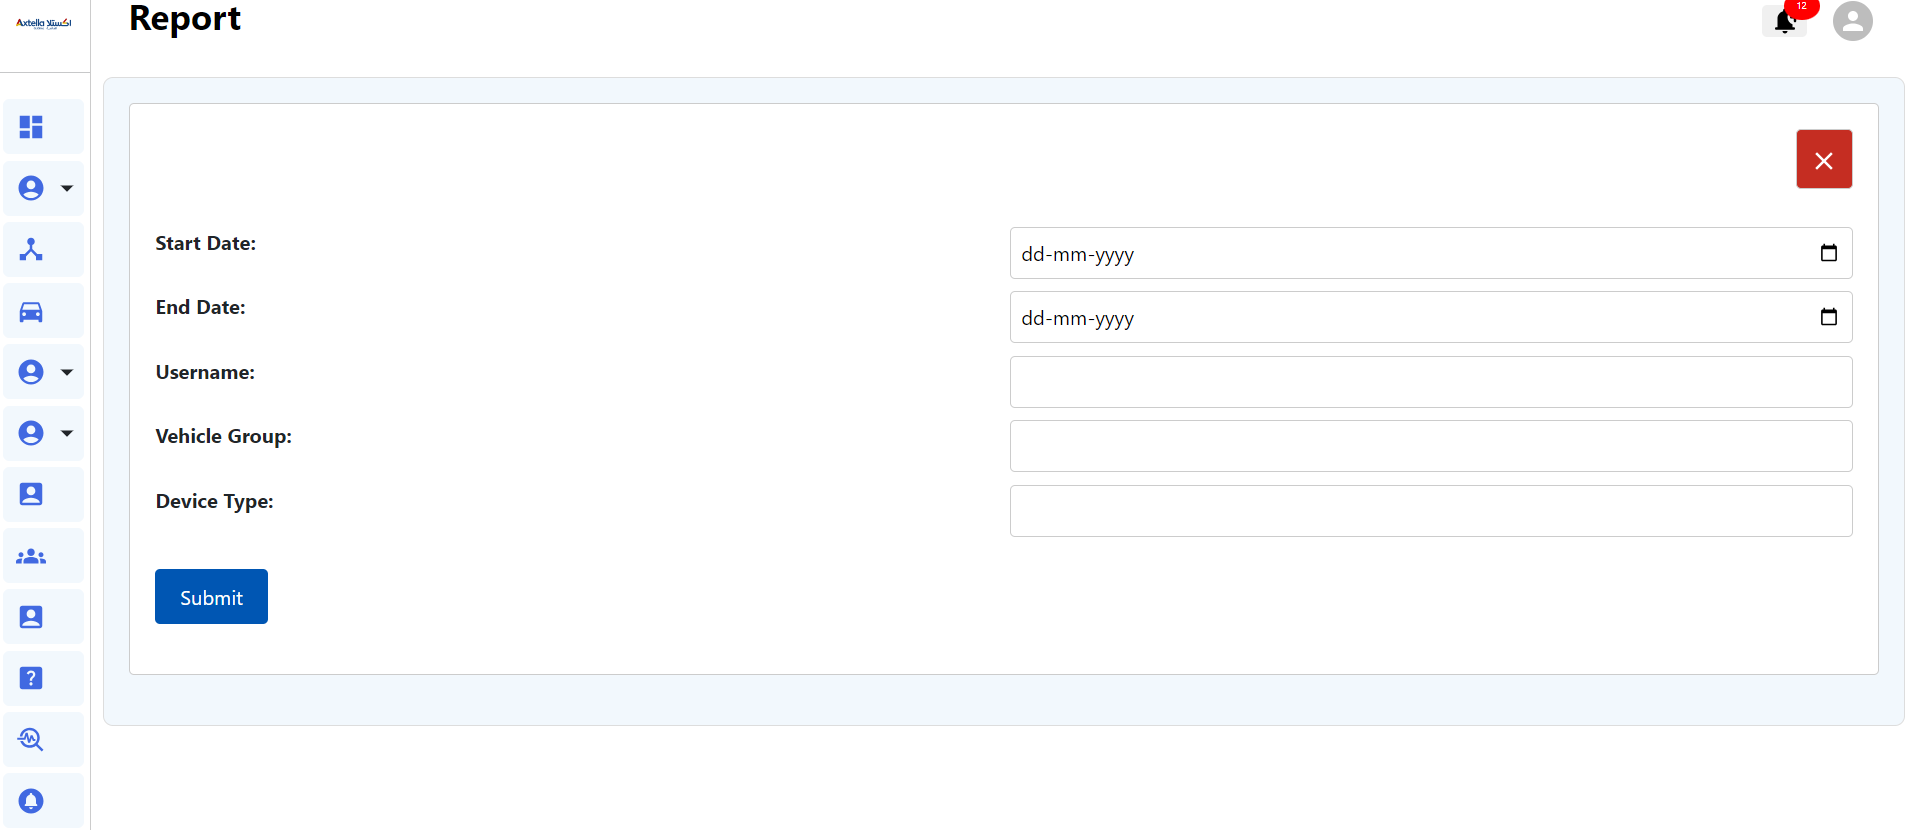 Axtella اكستلا
Report
12
Start Date:
dd-mm-yyyy
End Date:
dd-mm-yyyy
Username:
Vehicle Group:
Device Type:
Submit